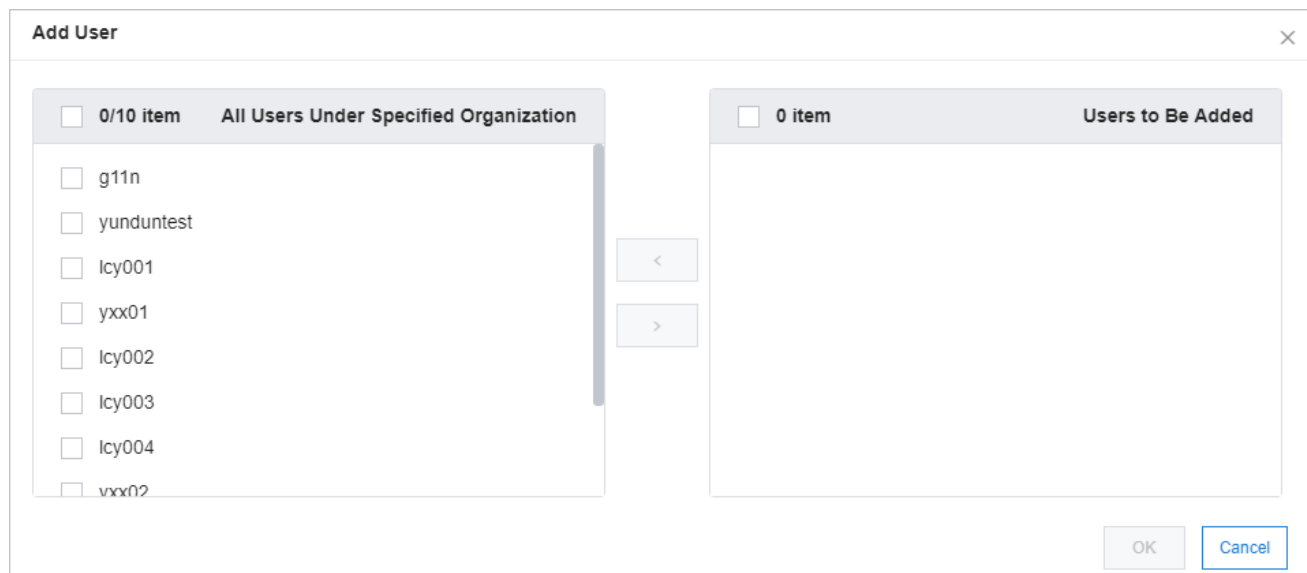 Add User
0/10 item All Users Under Specified Organization
g11n
yunduntest
lcy001
yxx01
lcy002
lcy003
lcy004
yxx02
0 item Users to Be Added
<
>
OK Cancel